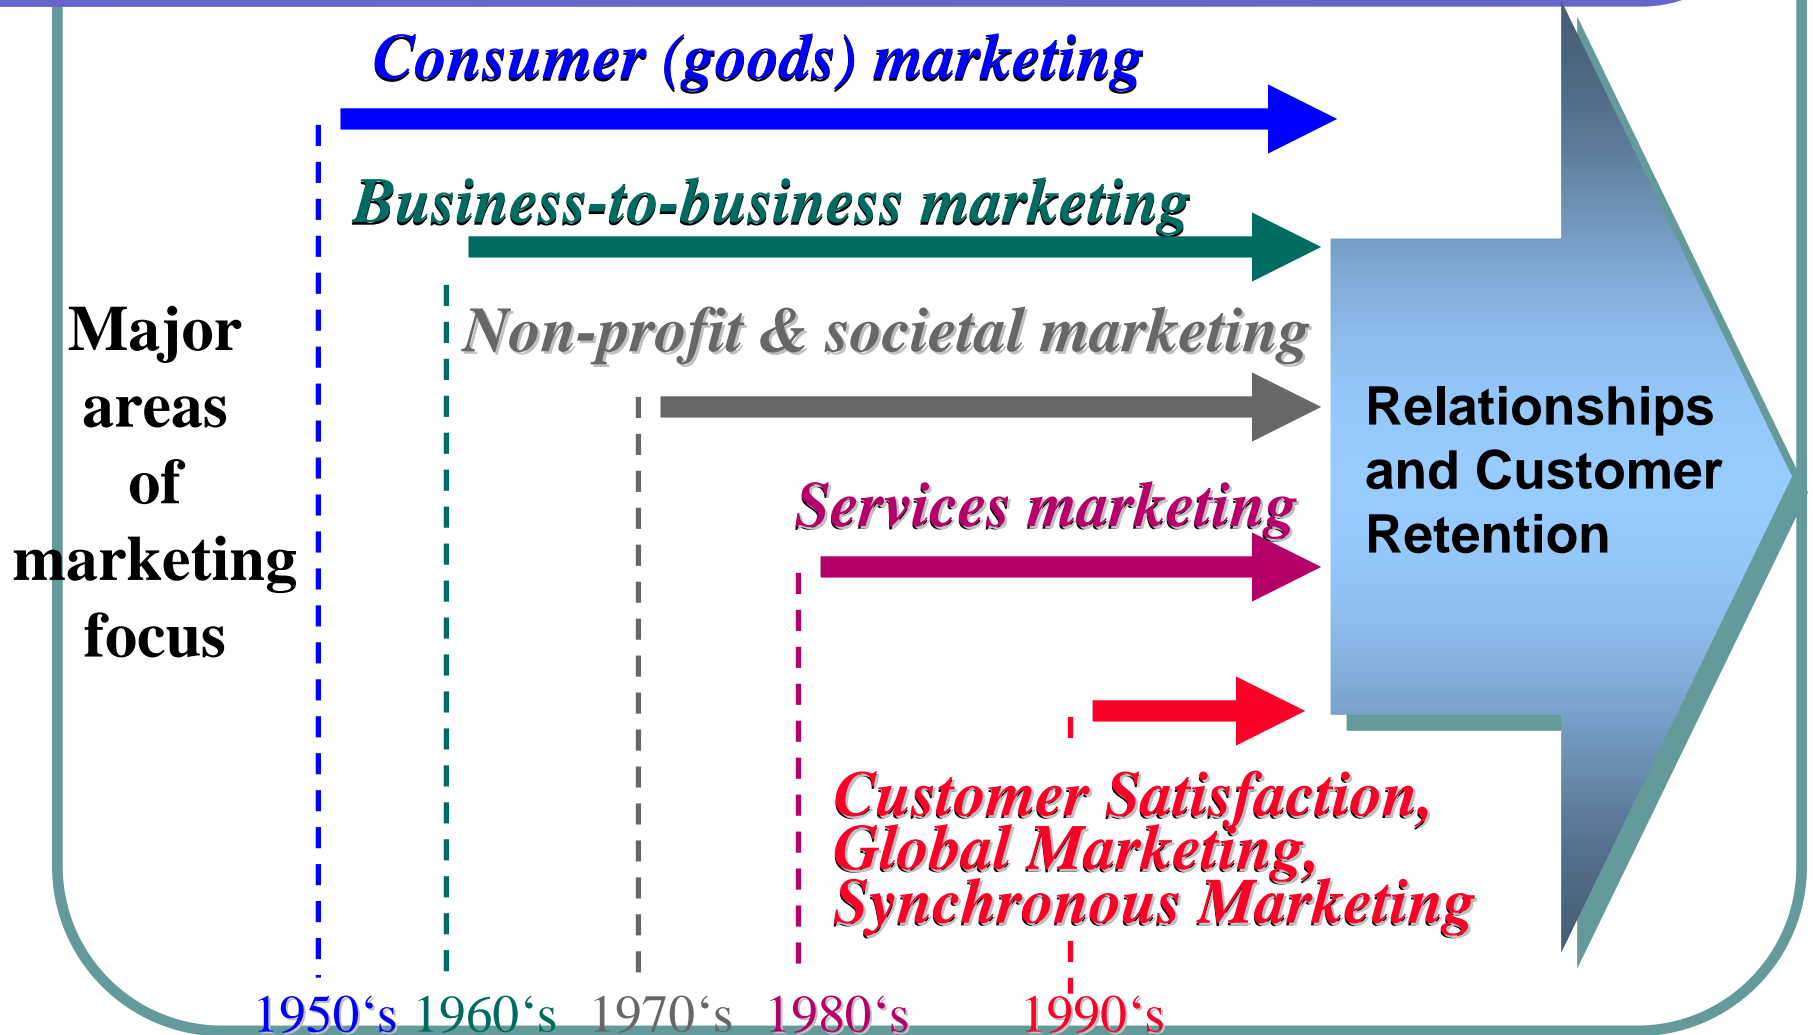 Consumer (goods) marketing
Business-to-business marketing
Non-profit & societal marketing
Services marketing
Major
areas
of
marketing
focus
Relationships
and Customer
Retention
Customer Satisfaction,
Global Marketing,
Synchronous Marketing
1950‘s 1960‘s 1970‘s 1980‘s 1990‘s